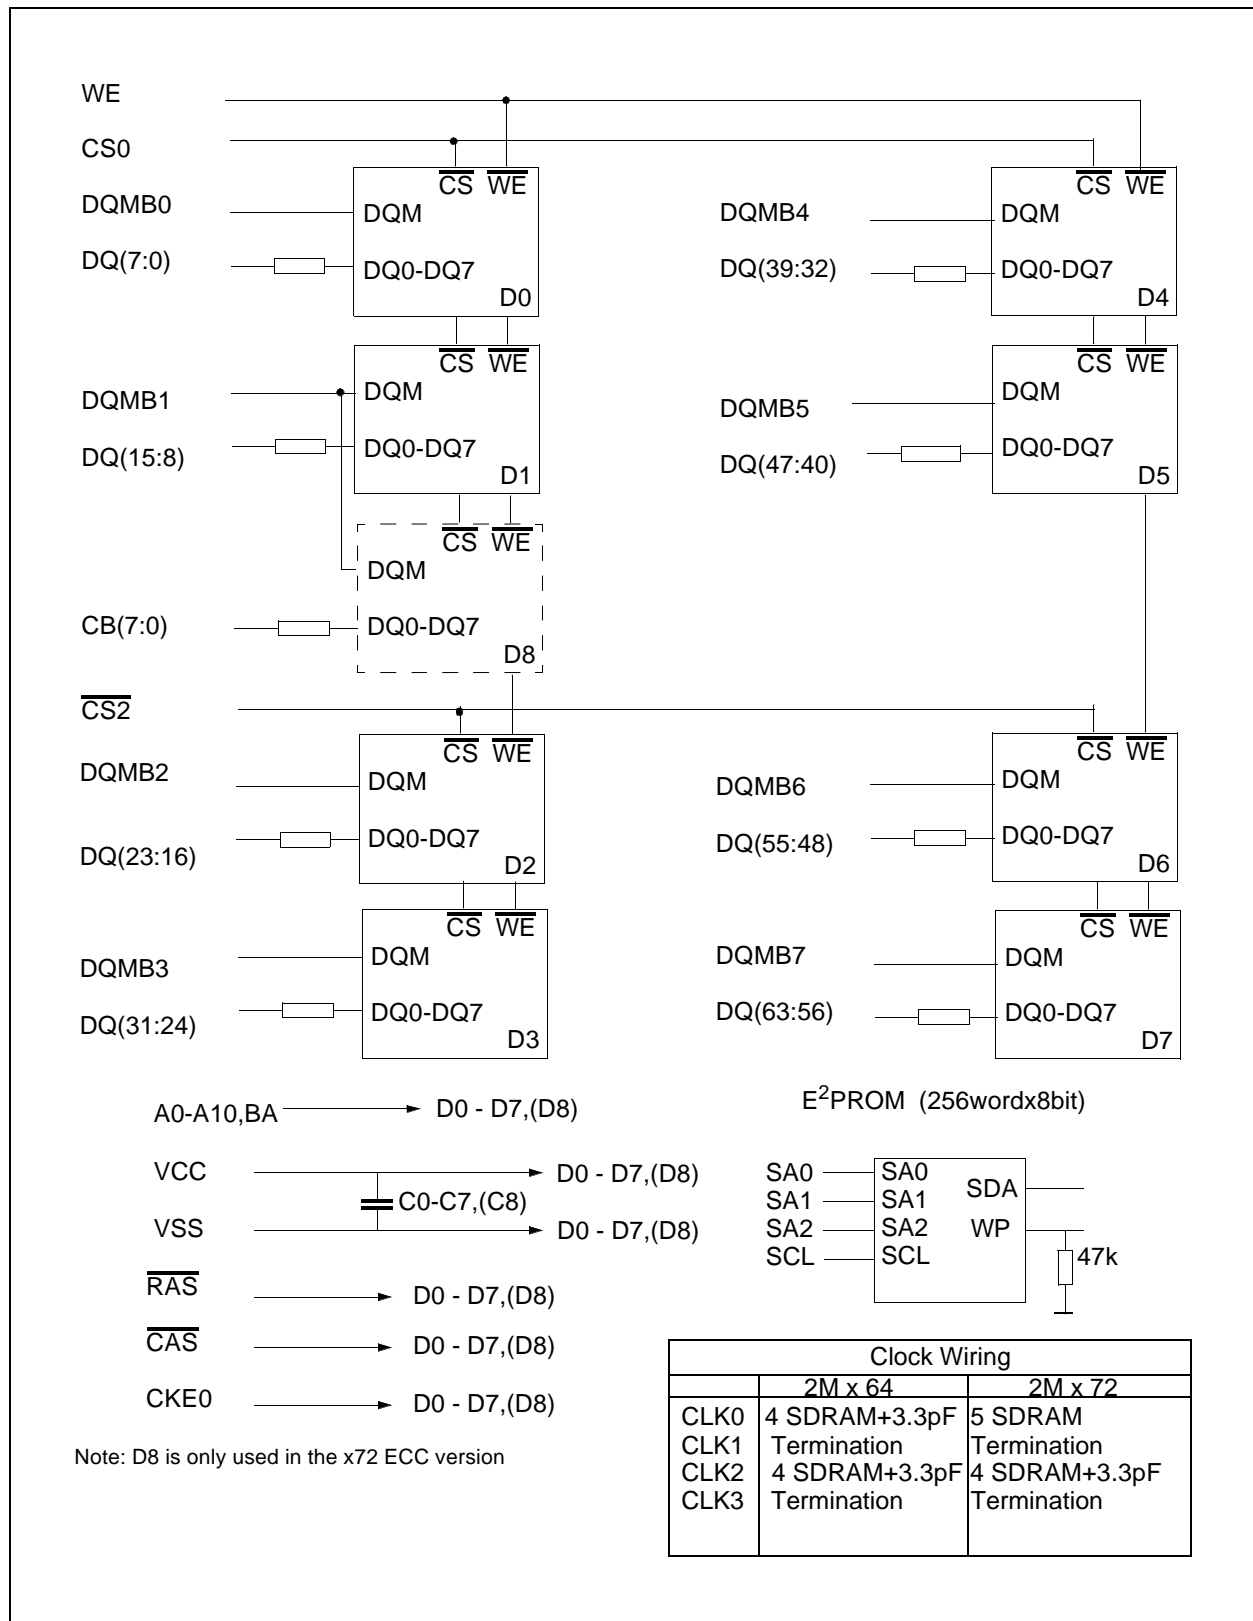 WE
CS0
CS WE
DQMB0
DQM
DQ(7:0)
DQ0-DQ7
D0
CS WE
DQMB4
DQM
DQ(39:32)
DQ0-DQ7
D4
CS WE
DQMB1
DQM
DQ(15:8)
DQ0-DQ7
D1
CS WE
DQMB5
DQM
DQ(47:40)
DQ0-DQ7
D5
CS WE
DQM
CB(7:0)
DQ0-DQ7
D8
CS2
CS WE
DQMB2
DQM
DQ(23:16)
DQ0-DQ7
D2
CS WE
DQMB6
DQM
DQ(55:48)
DQ0-DQ7
D6
CS WE
DQMB3
DQM
DQ(31:24)
DQ0-DQ7
D3
CS WE
DQMB7
DQM
DQ(63:56)
DQ0-DQ7
D7
A0-A10,BA D0 - D7,(D8)
VCC D0 - D7,(D8)
C0-C7,(C8)
VSS D0 - D7,(D8)
RAS D0 - D7,(D8)
CAS D0 - D7,(D8)
CKE0 D0 - D7,(D8)
Note: D8 is only used in the x72 ECC version
E²PROM (256wordx8bit)
SA0 SA0 SDA
SA1 SA1
SA2 SA2 WP
SCL SCL
47k
Clock Wiring
2M x 64 2M x 72
CLK0 4 SDRAM+3.3pF 5 SDRAM
CLK1 Termination Termination
CLK2 4 SDRAM+3.3pF 4 SDRAM+3.3pF
CLK3 Termination Termination